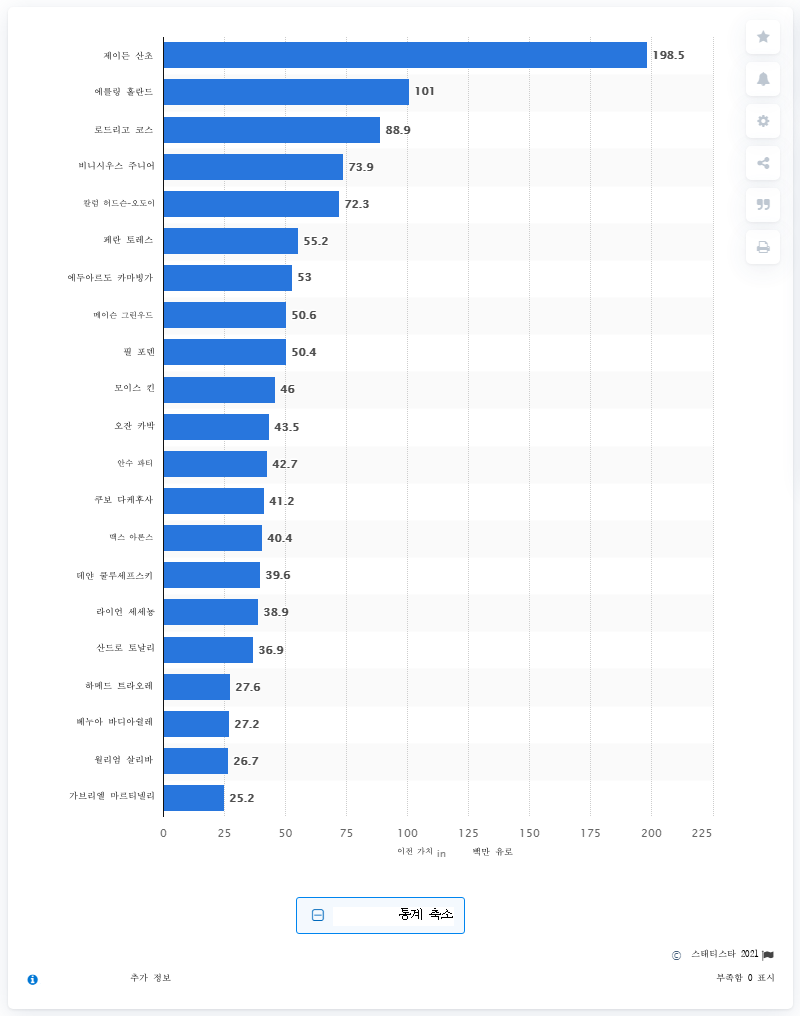 제이든 산초 198.5
에를링 홀란드 101
로드리고 고스 88.9
비니시우스 주니어 73.9
칼럼 허드슨-오도이 72.3
페란 토레스 55.2
에두아르도 카마빙가 53
메이슨 그린우드 50.6
필 포덴 50.4
모이스 킨 46
오잔 카박 43.5
안수 파티 42.7
쿠보 다케후사 41.2
맥스 아론스 40.4
데얀 쿨루셰프스키 39.6
라이언 세세뇽 38.9
산드로 토날리 36.9
하메드 트라오레 27.6
베누아 바디아쉴레 27.2
윌리엄 살리바 26.7
가브리엘 마르티넬리 25.2
0 25 50 75 100 125 150 175 200 225
이전 가치 in 백만 유로
통계 축소
© 스태티스타 2021
추가 정보 부족함 0 표시